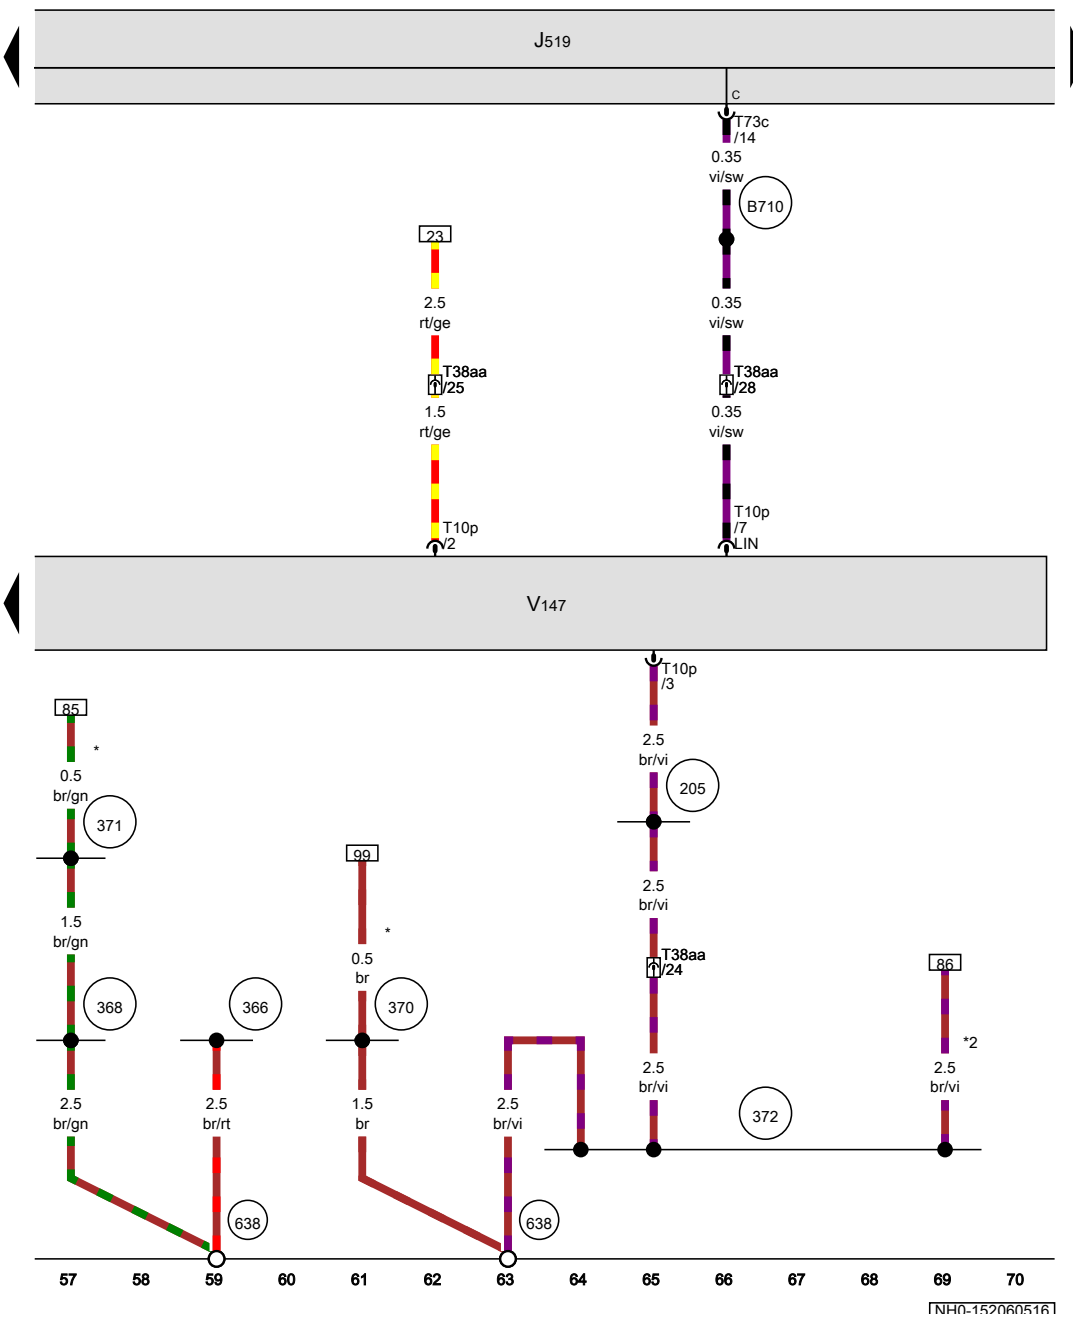 J519
C
T73c
/14
0.35
vi/sw
B710
23
2.5
rt/ge
0.35
vi/sw
T38aa
/25
T38aa
/28
1.5
rt/ge
0.35
vi/sw
T10p
/2
T10p
/7
LIN
V147
T10p
/3
85
*
0.5
br/gn
371
2.5
br/vi
205
99
*
0.5
br
1.5
br/gn
2.5
br/vi
T38aa
/24
86
368
366
370
*2
2.5
br/gn
2.5
br/rt
1.5
br
2.5
br/vi
2.5
br/vi
372
2.5
br/vi
638
638
57 58 59 60 61 62 63 64 65 66 67 68 69 70
NH0-152060516